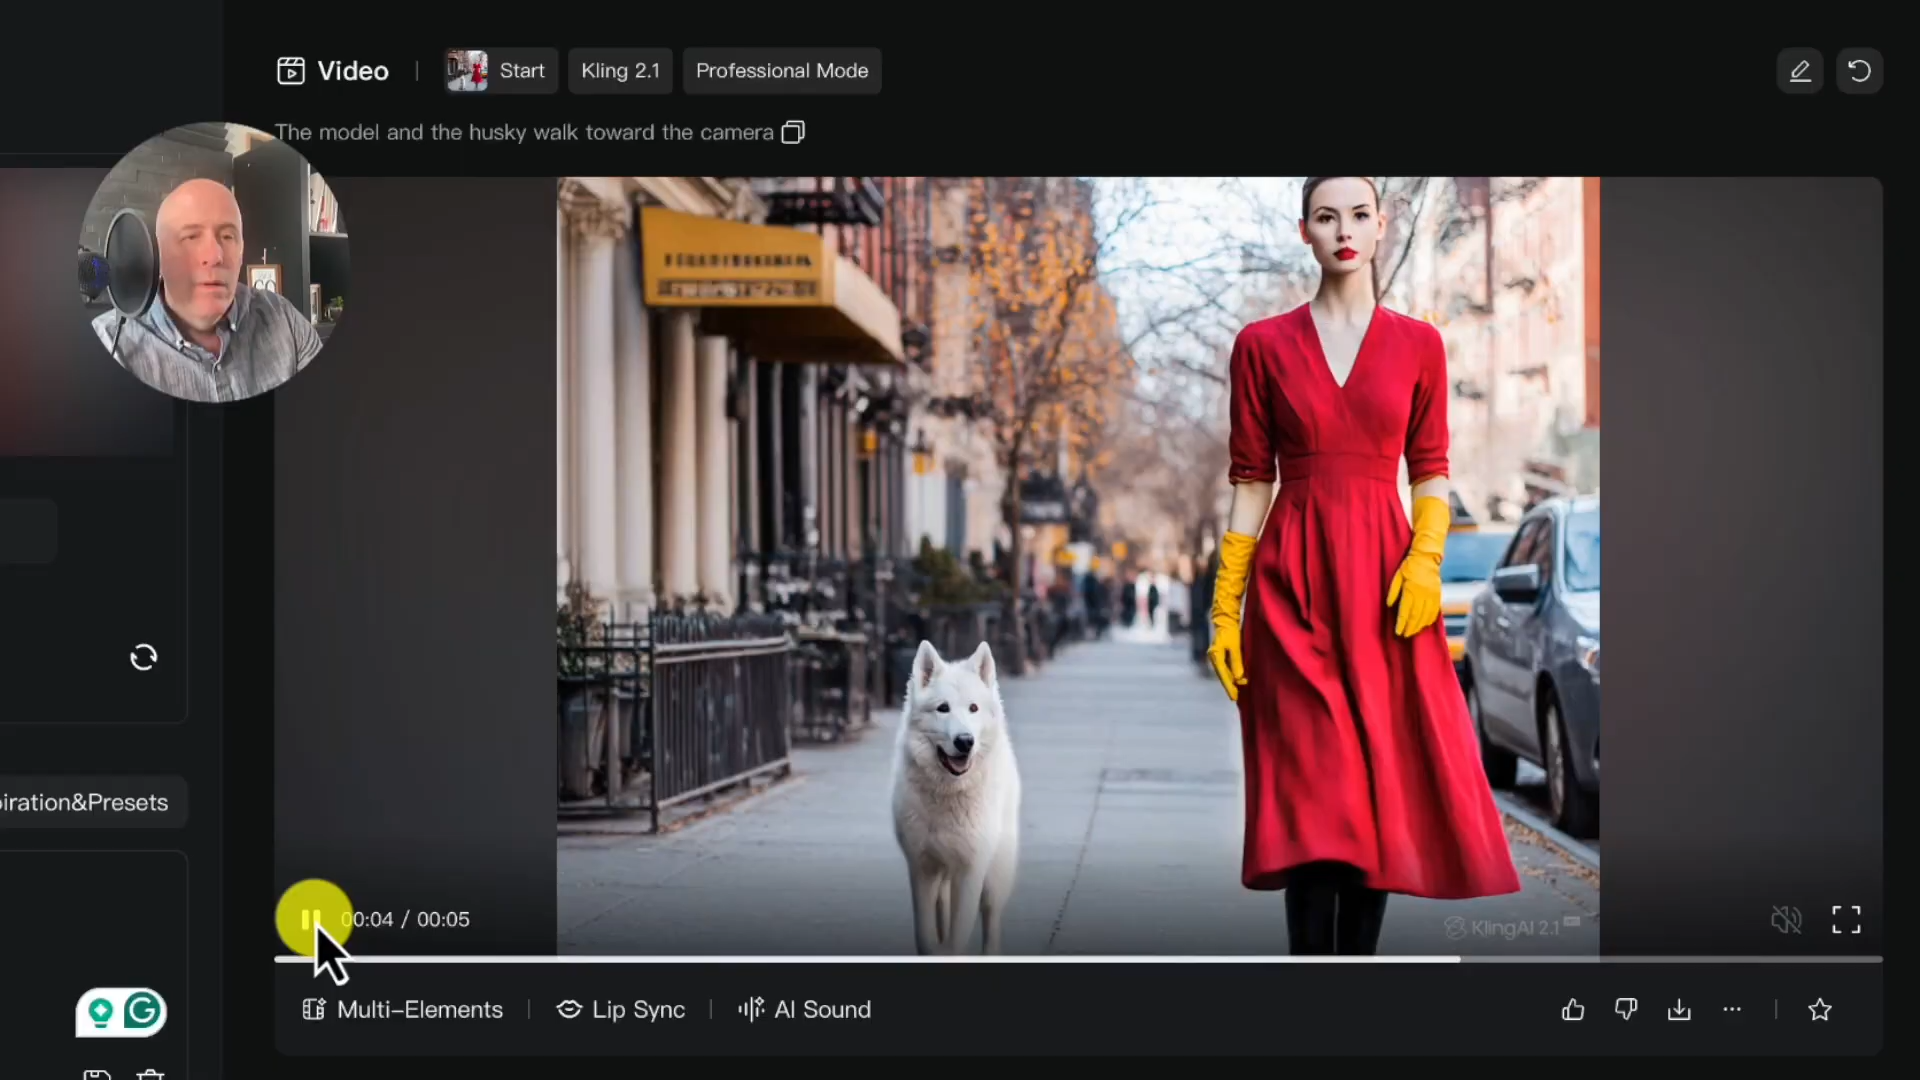 Video
Start
Kling 2.1
Professional Mode
The model and the husky walk toward the camera
iration&Presets
00:04 / 00:05
KlingAI 2.1
Multi-Elements
Lip Sync
AI Sound